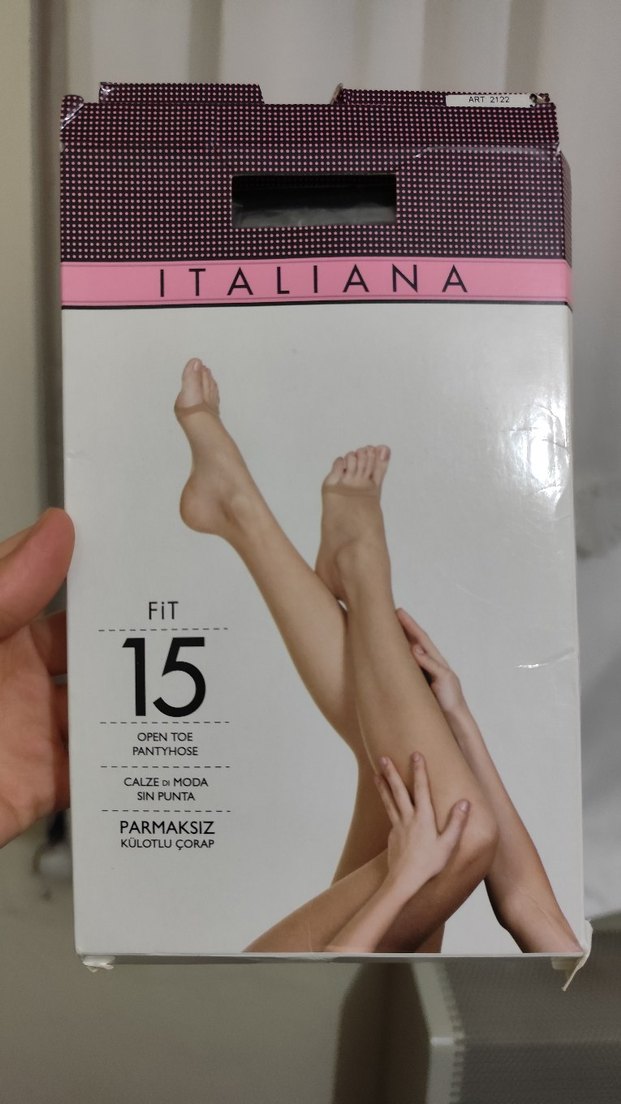 ART 2122
ITALIANA
FiT
15
OPEN TOE
PANTYHOSE
CALZE DI MODA
SIN PUNTA
PARMAKSIZ
KÜLOTLU ÇORAP